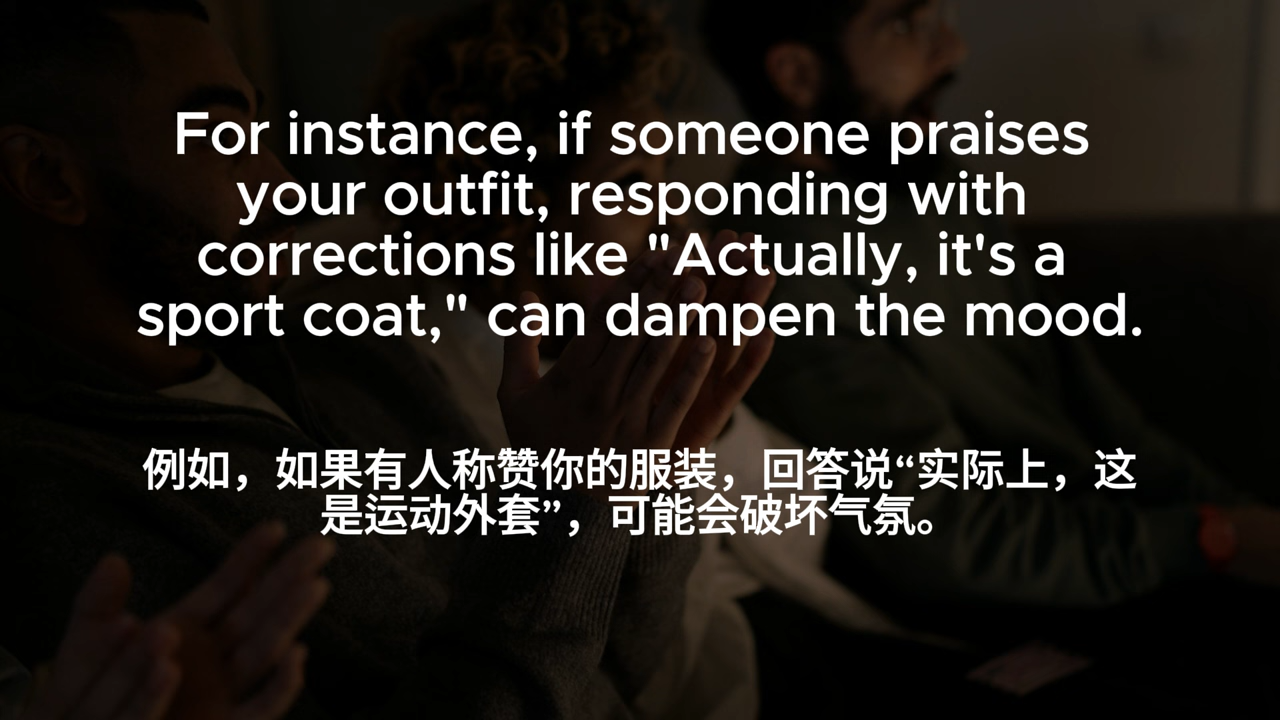 For instance, if someone praises
your outfit, responding with
corrections like "Actually, it's a
sport coat," can dampen the mood.
例如，如果有人称赞你的服装，回答说“实际上，这
是运动外套”，可能会破坏气氛。